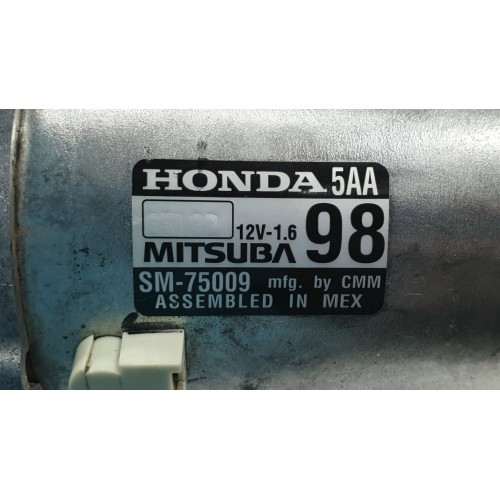 HONDA 5AA
12V-1.6 98
MITSUBA
SM-75009 mfg. by CMM
ASSEMBLED IN MEX